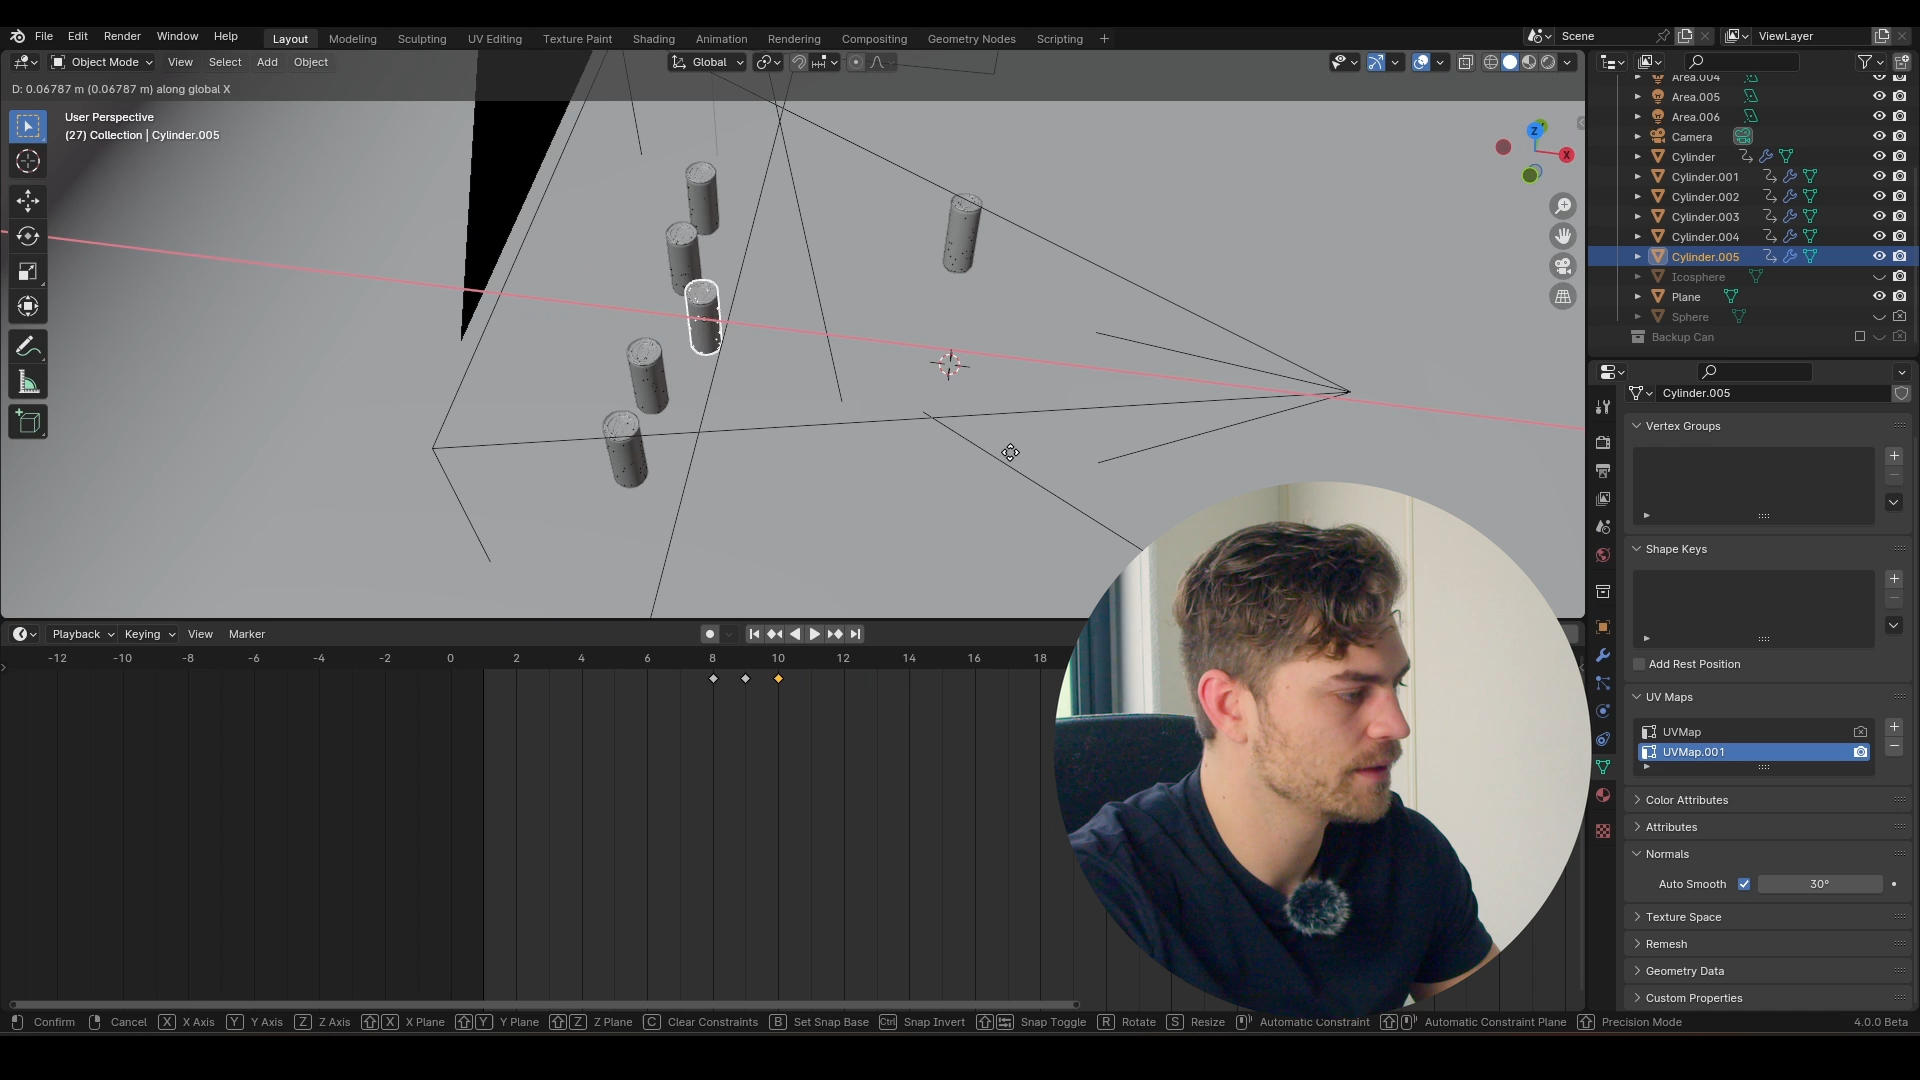 File Edit Render Window Help Layout Modeling Sculpting UV Editing Texture Paint Shading Animation Rendering Compositing Geometry Nodes Scripting + Scene ViewLayer
Object Mode View Select Add Object Global
D: 0.06787 m (0.06787 m) along global X
User Perspective
(27) Collection | Cylinder.005
Z
X
Area.004
Area.005
Area.006
Camera
Cylinder
Cylinder.001
Cylinder.002
Cylinder.003
Cylinder.004
Cylinder.005
Icosphere
Plane
Sphere
Backup Can
Cylinder.005
Vertex Groups
Shape Keys
Add Rest Position
UV Maps
UVMap
UVMap.001
Color Attributes
Attributes
Normals
Auto Smooth 30°
Texture Space
Remesh
Geometry Data
Custom Properties
Playback Keying View Marker
-12 -10 -8 -6 -4 -2 0 2 4 6 8 10 12 14 16 18
Confirm Cancel X X Axis Y Y Axis Z Z Axis X X Plane Y Y Plane Z Z Plane C Clear Constraints B Set Snap Base Ctrl Snap Invert Snap Toggle R Rotate S Resize Automatic Constraint Automatic Constraint Plane Precision Mode 4.0.0 Beta